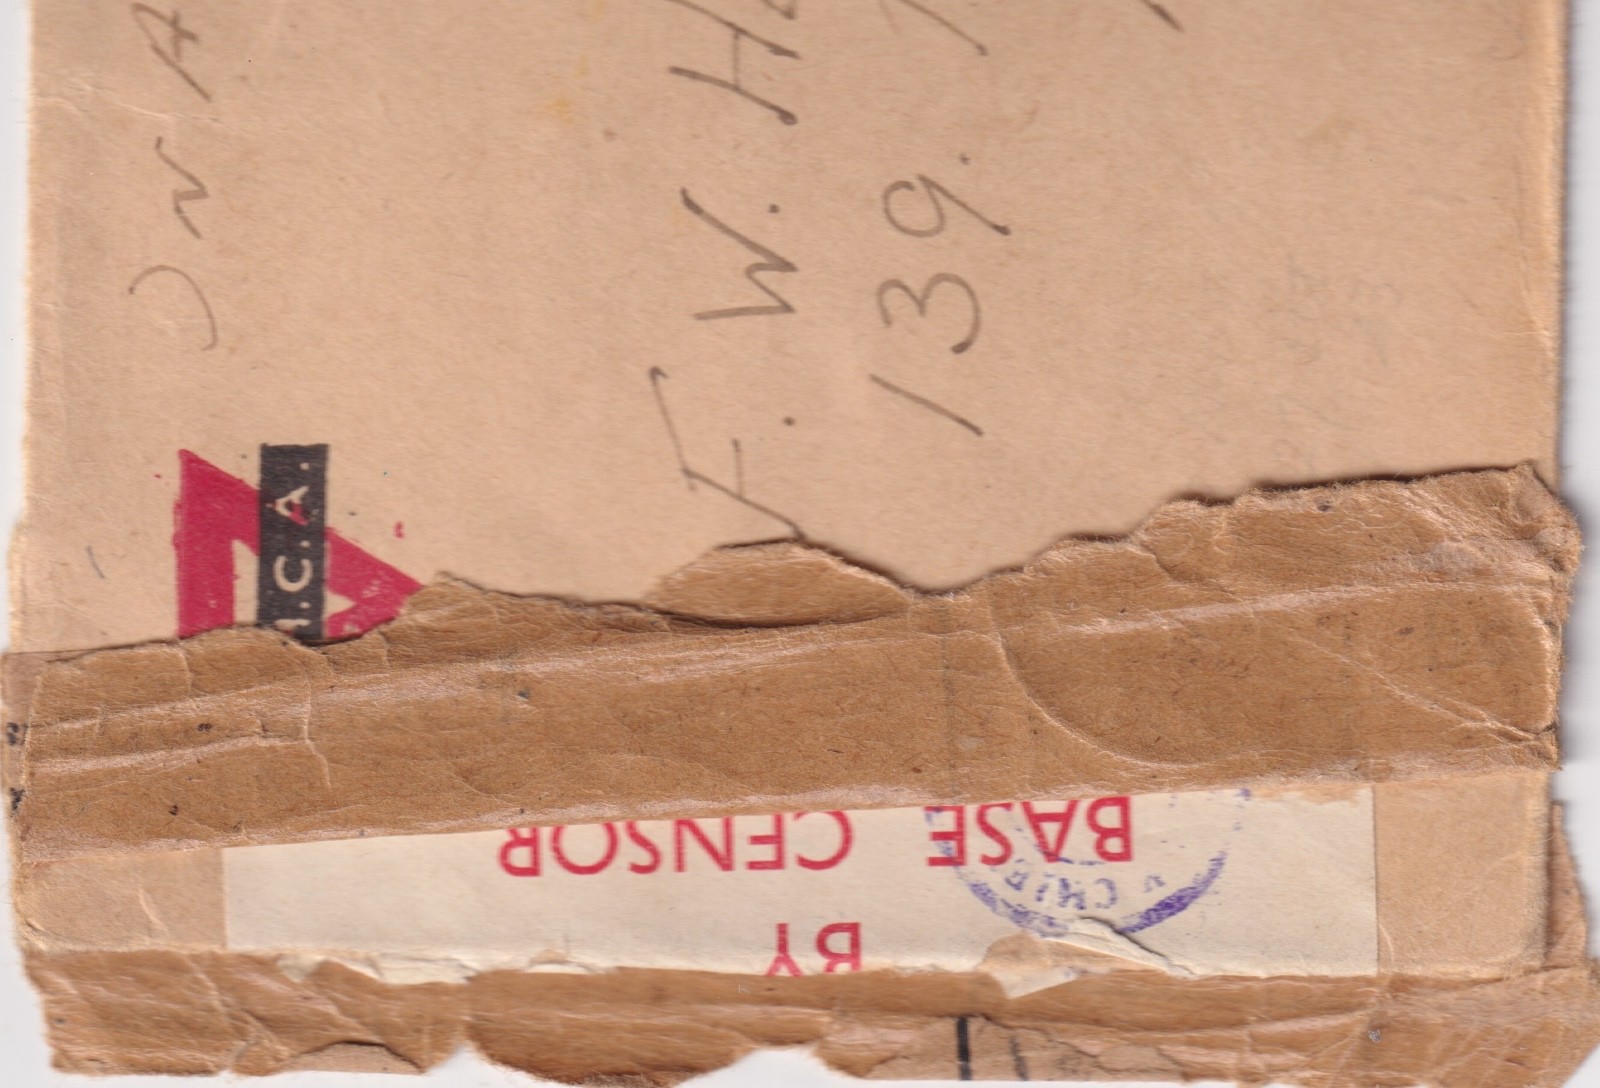 N A
.C.A.
F. W. H
139.
BY
BASE CENSOR